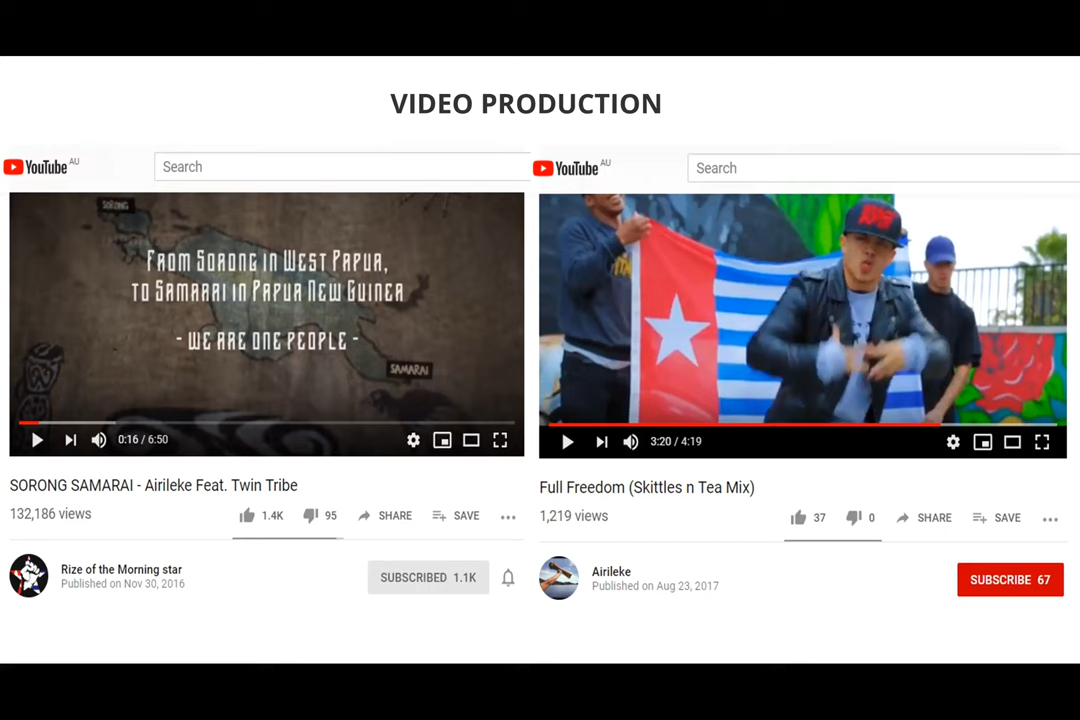 VIDEO PRODUCTION
YouTube AU
Search
SORONG
FROM SORONG IN WEST PAPUA,
TO SAMARAI IN PAPUA NEW GUINEA
- WE ARE ONE PEOPLE -
SAMARAI
0:16 / 6:50
SORONG SAMARAI - Airileke Feat. Twin Tribe
132,186 views
1.4K 95 SHARE SAVE
Rize of the Morning star
Published on Nov 30, 2016
SUBSCRIBED 1.1K
YouTube AU
Search
3:20 / 4:19
Full Freedom (Skittles n Tea Mix)
1,219 views
37 0 SHARE SAVE
Airileke
Published on Aug 23, 2017
SUBSCRIBE 67